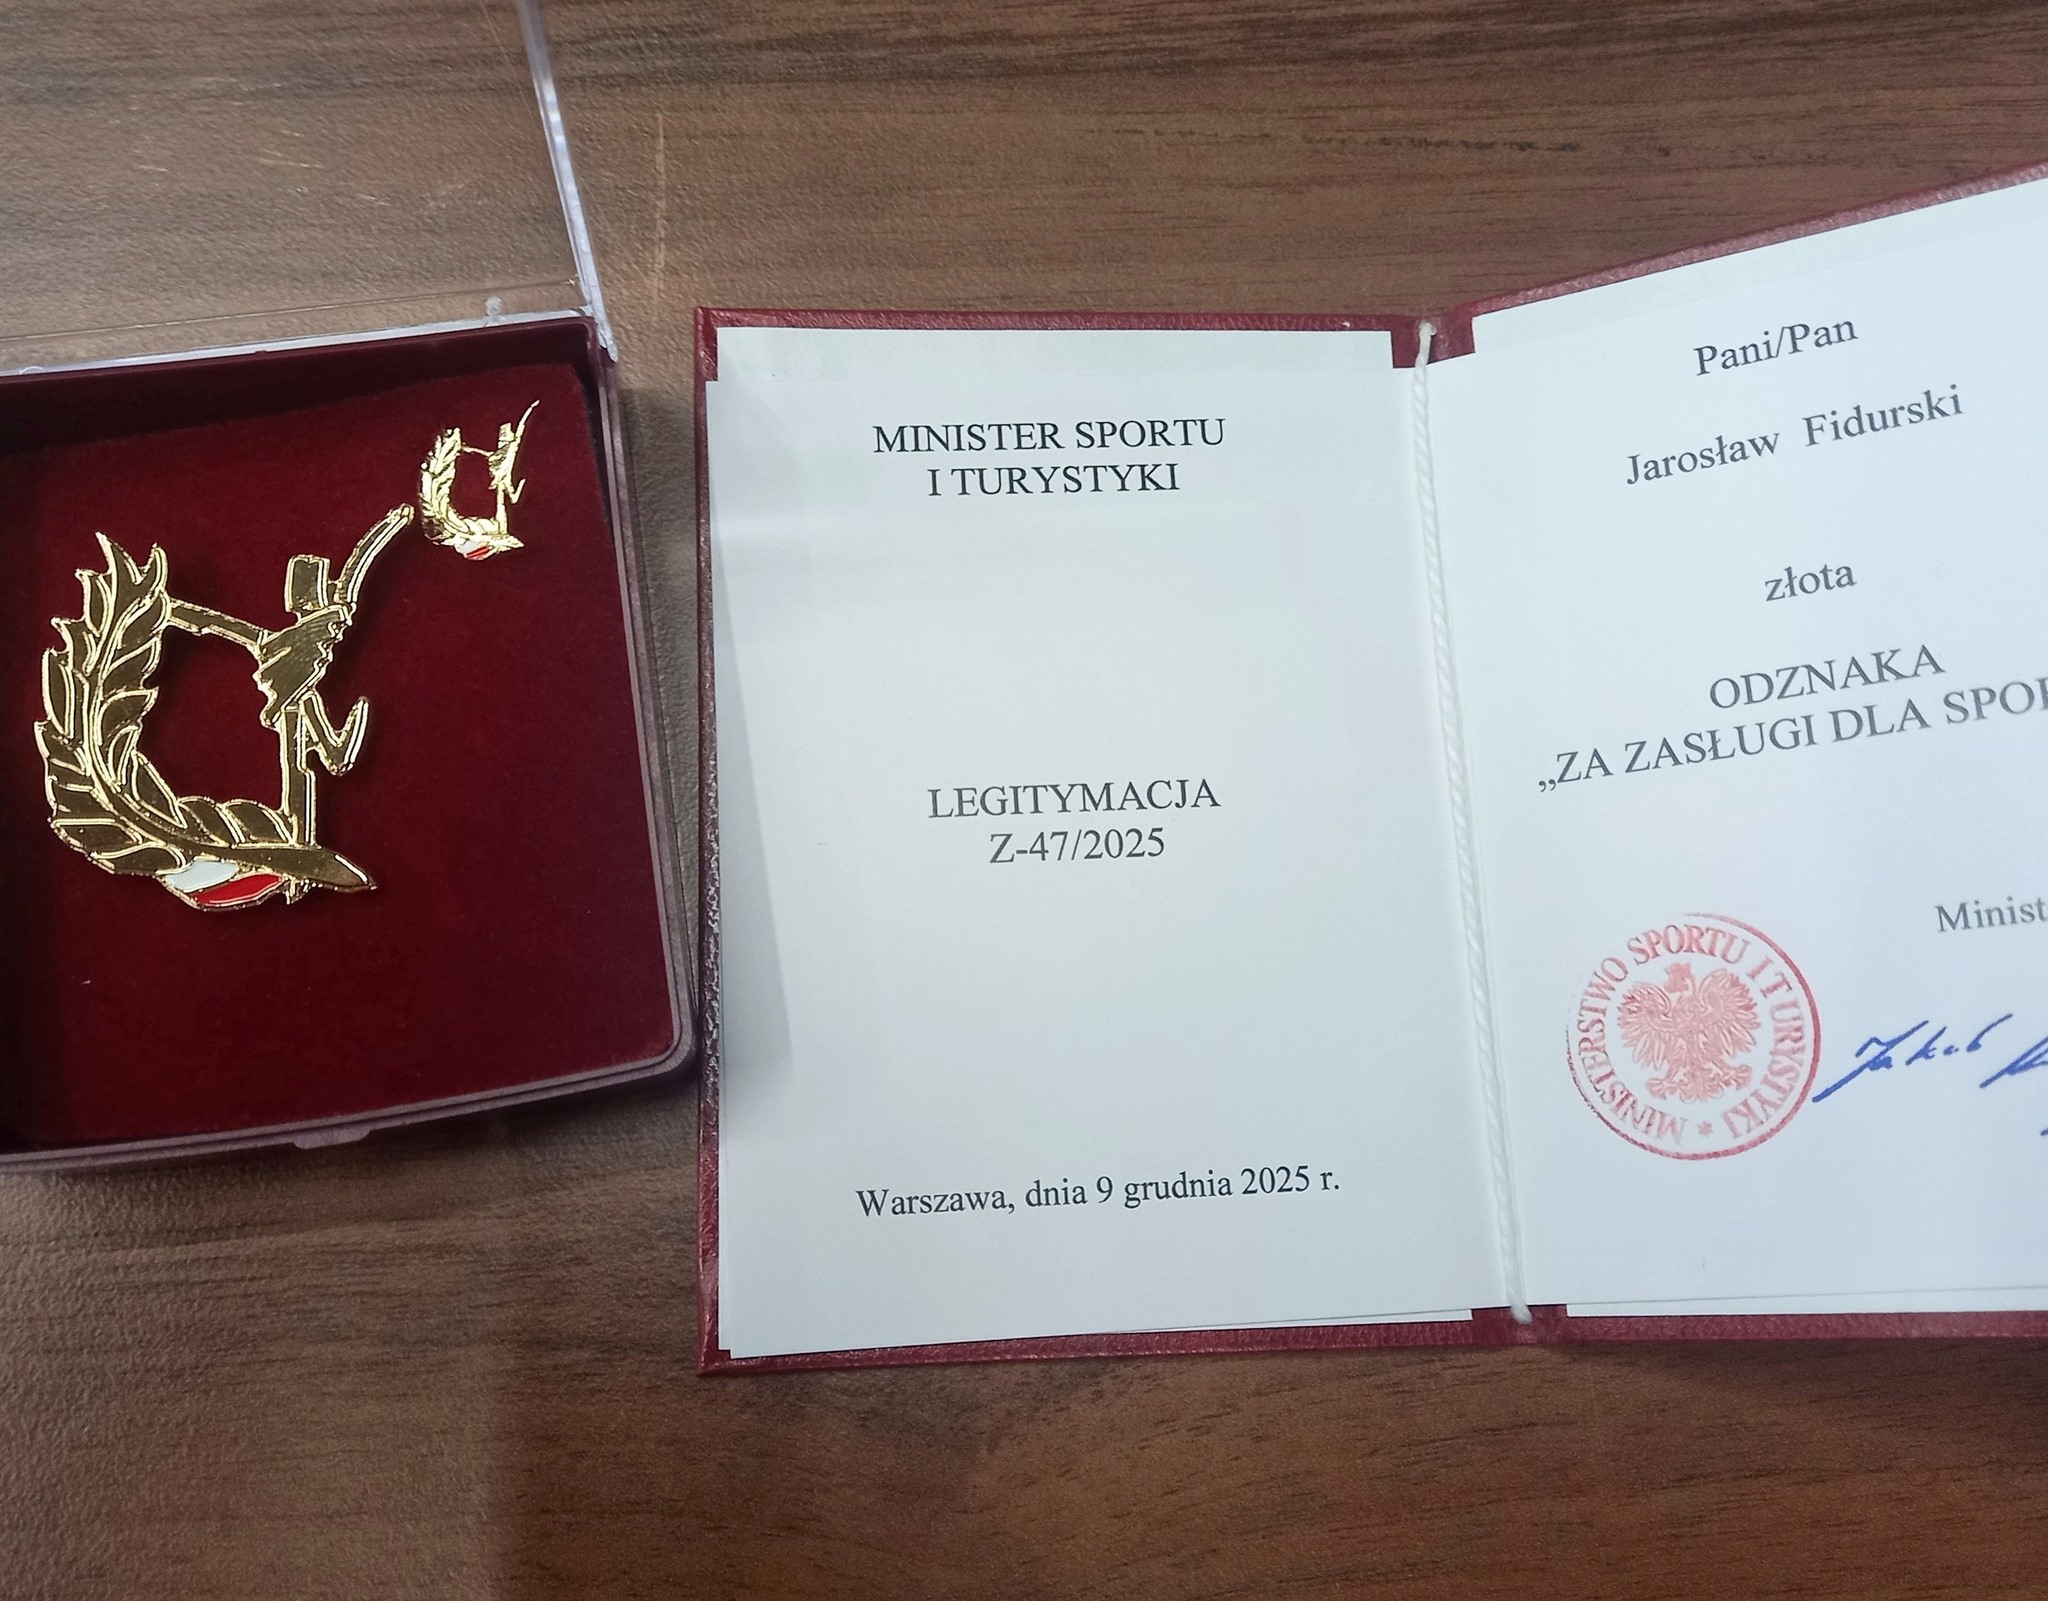 MINISTER SPORTU
I TURYSTYKI
LEGITYMACJA
Z-47/2025
Warszawa, dnia 9 grudnia 2025 r.
Pani/Pan
Jarosław Fidurski
złota
ODZNAKA
„ZA ZASŁUGI DLA SPO
Minist
MINISTERSTWO SPORTU I TURYSTYKI *
Jakub